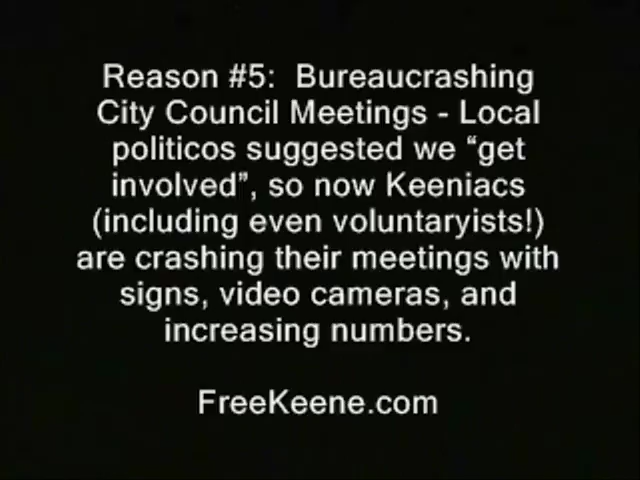 Reason #5:  Bureaucrashing
City Council Meetings - Local
politicos suggested we “get
involved”, so now Keeniacs
(including even voluntaryists!)
are crashing their meetings with
signs, video cameras, and
increasing numbers.
FreeKeene.com